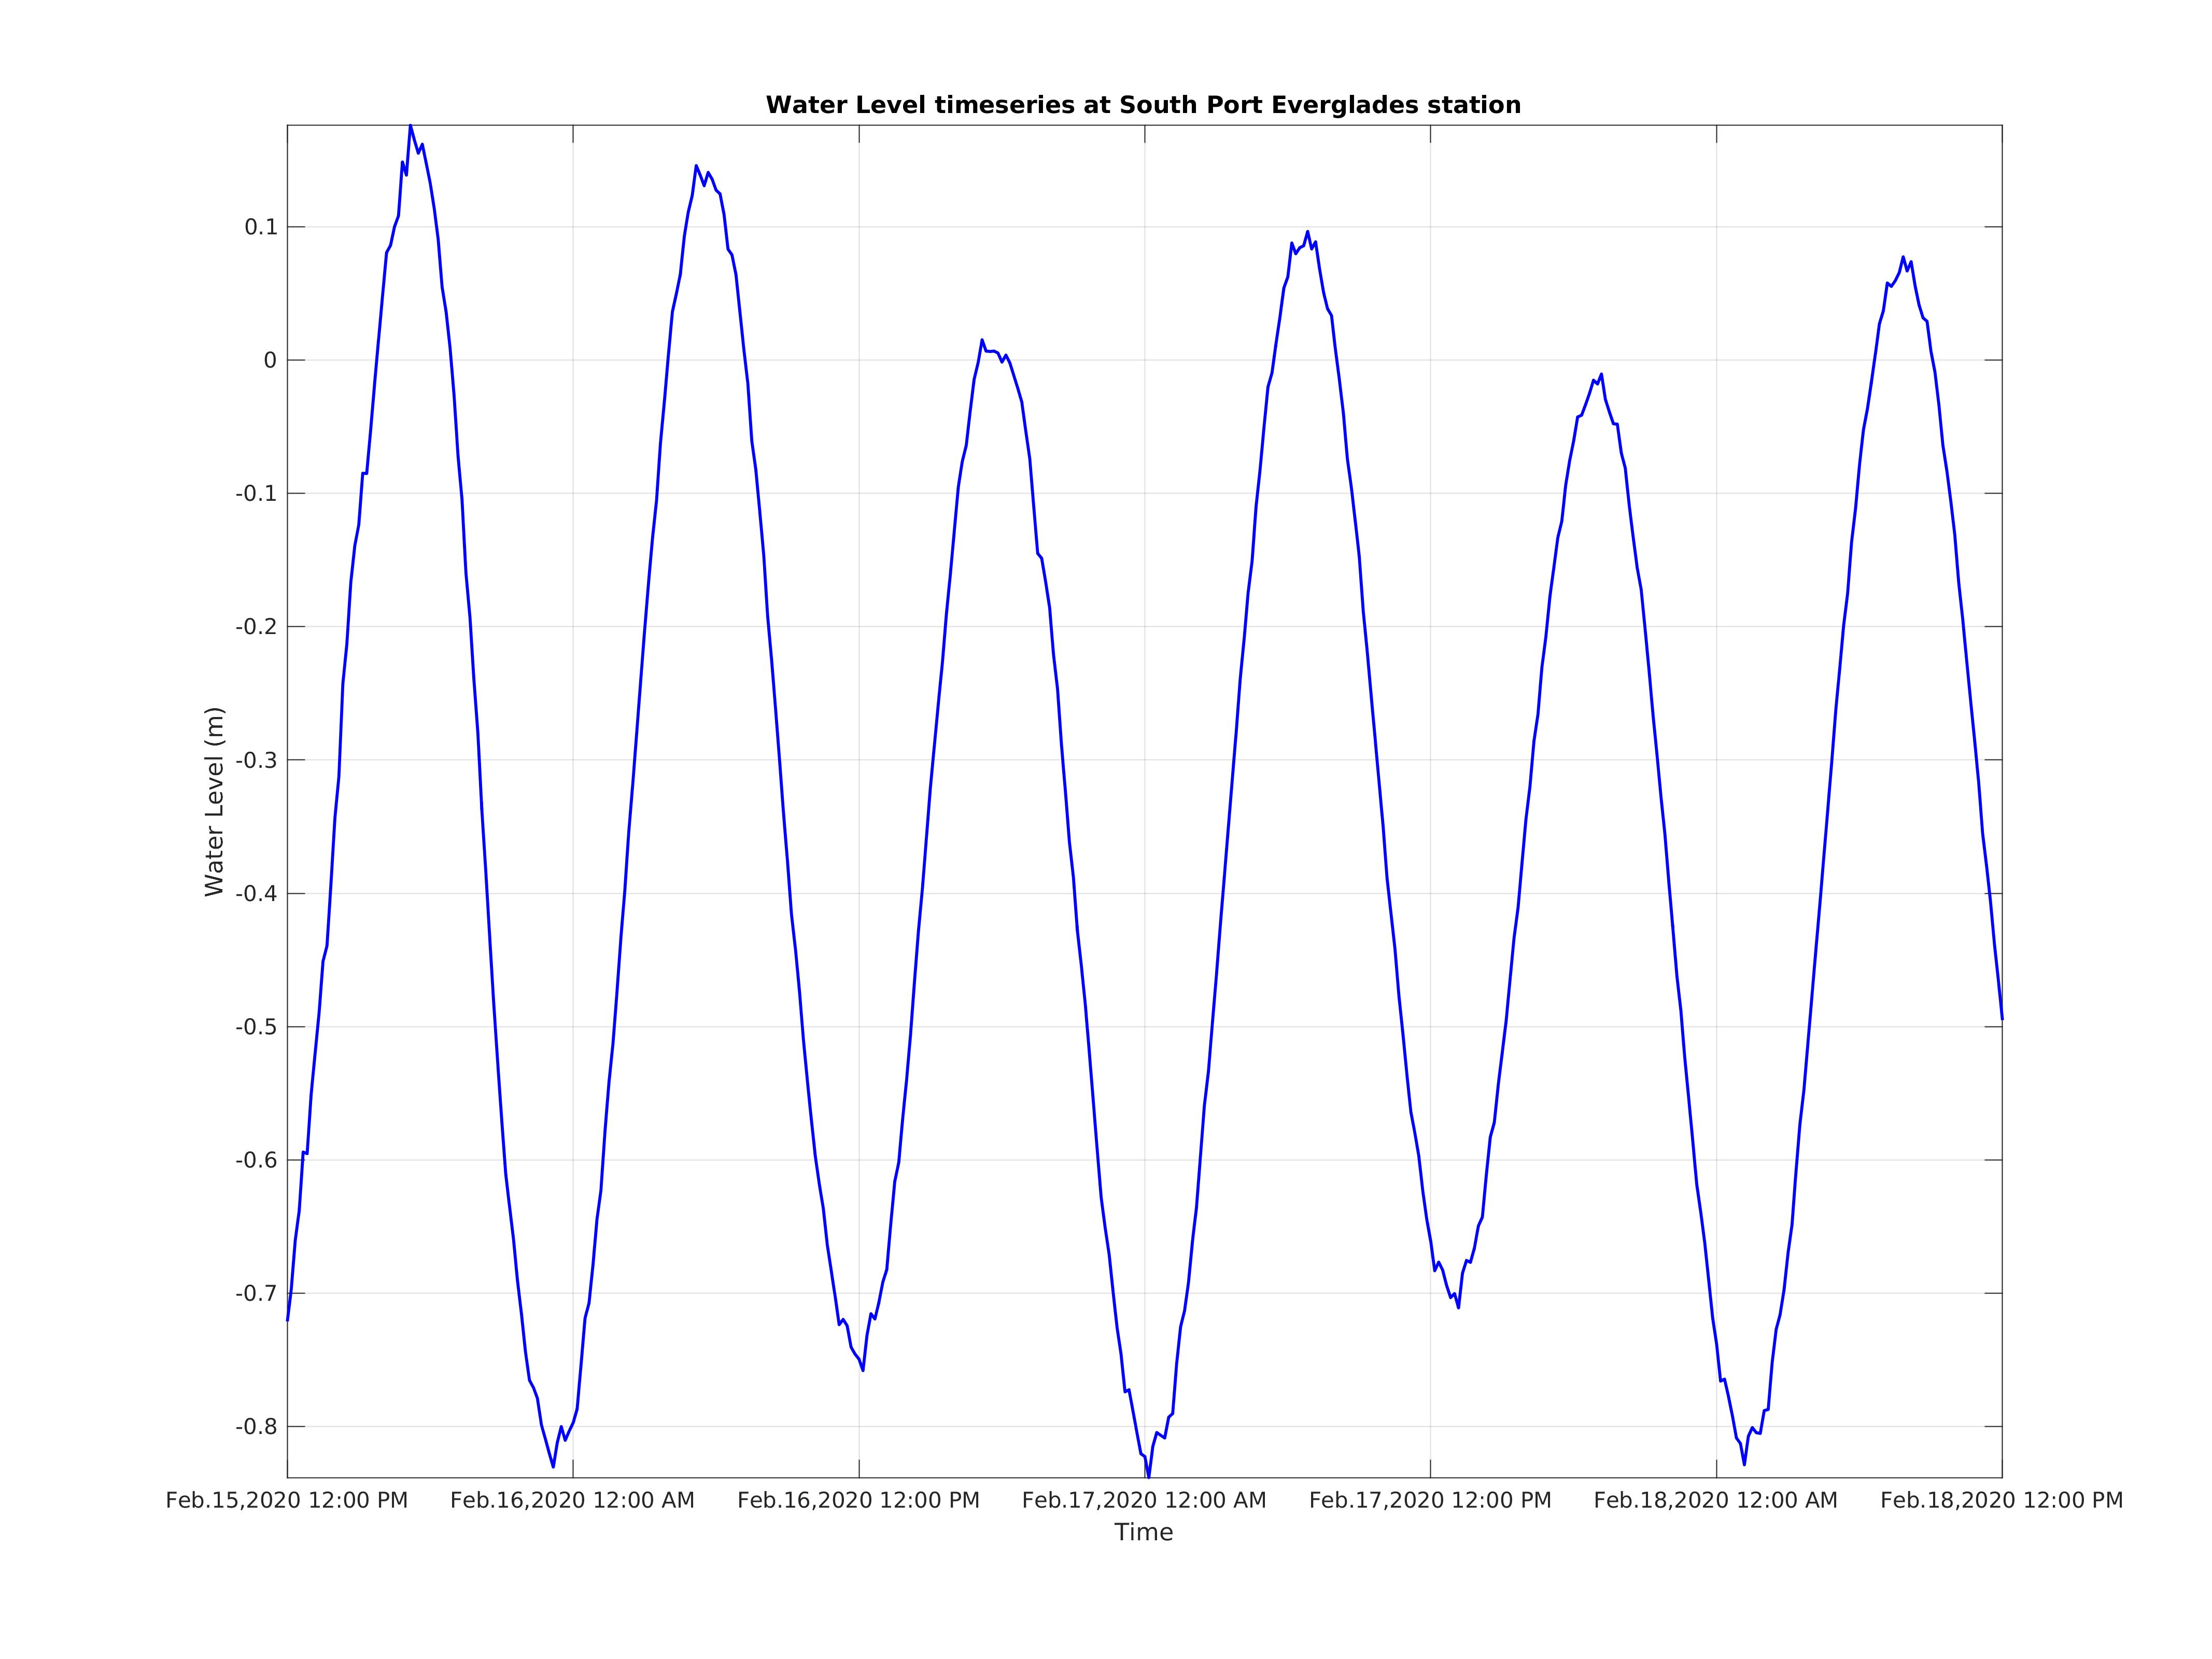 Water Level timeseries at South Port Everglades station
0.1
0
-0.1
-0.2
-0.3
-0.4
-0.5
-0.6
-0.7
-0.8
Water Level (m)
Feb.15,2020 12:00 PM Feb.16,2020 12:00 AM Feb.16,2020 12:00 PM Feb.17,2020 12:00 AM Feb.17,2020 12:00 PM Feb.18,2020 12:00 AM Feb.18,2020 12:00 PM
Time